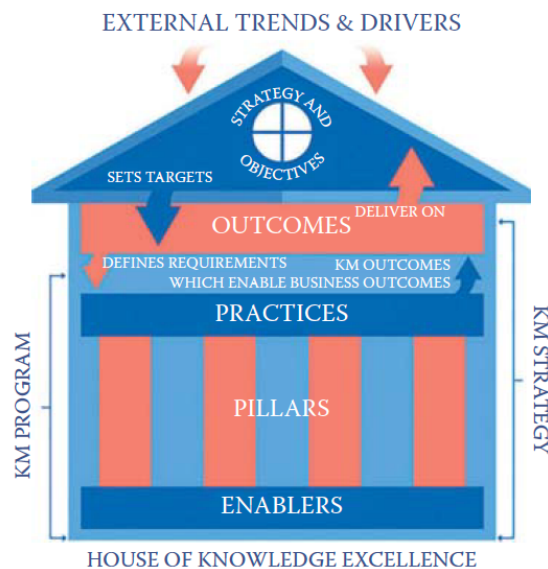 EXTERNAL TRENDS & DRIVERS
STRATEGY AND
OBJECTIVES
SETS TARGETS
DELIVER ON
OUTCOMES
DEFINES REQUIREMENTS
KM OUTCOMES
WHICH ENABLE BUSINESS OUTCOMES
PRACTICES
KM PROGRAM
KM STRATEGY
PILLARS
ENABLERS
HOUSE OF KNOWLEDGE EXCELLENCE